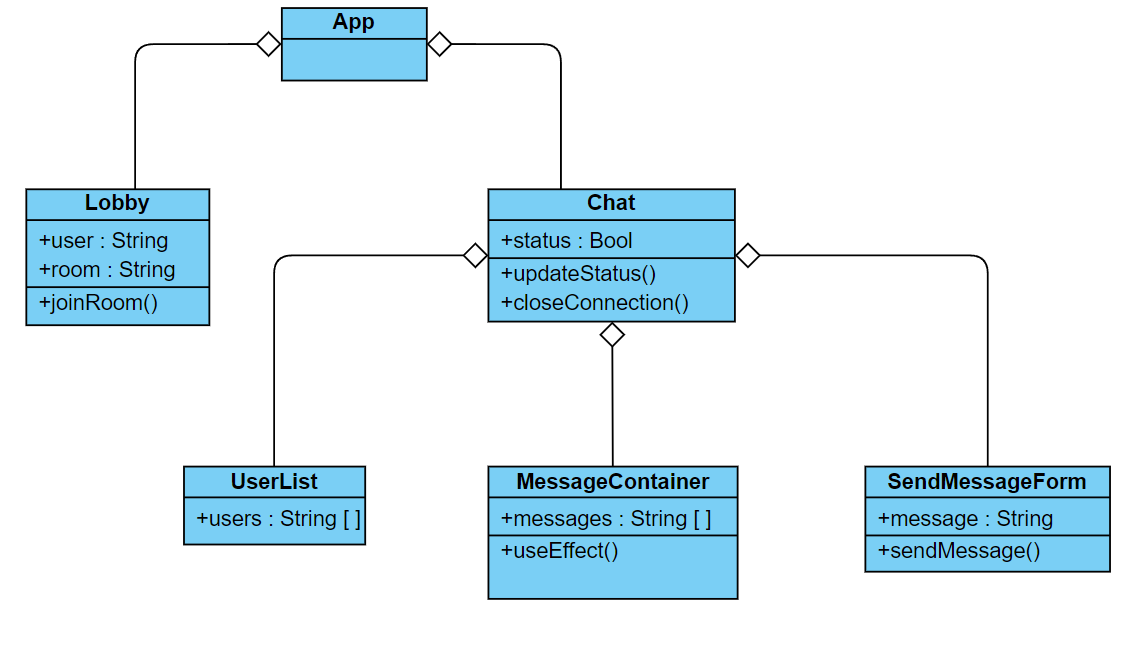 App
Lobby
+user : String
+room : String
+joinRoom()
Chat
+status : Bool
+updateStatus()
+closeConnection()
UserList
+users : String [ ]
MessageContainer
+messages : String [ ]
+useEffect()
SendMessageForm
+message : String
+sendMessage()